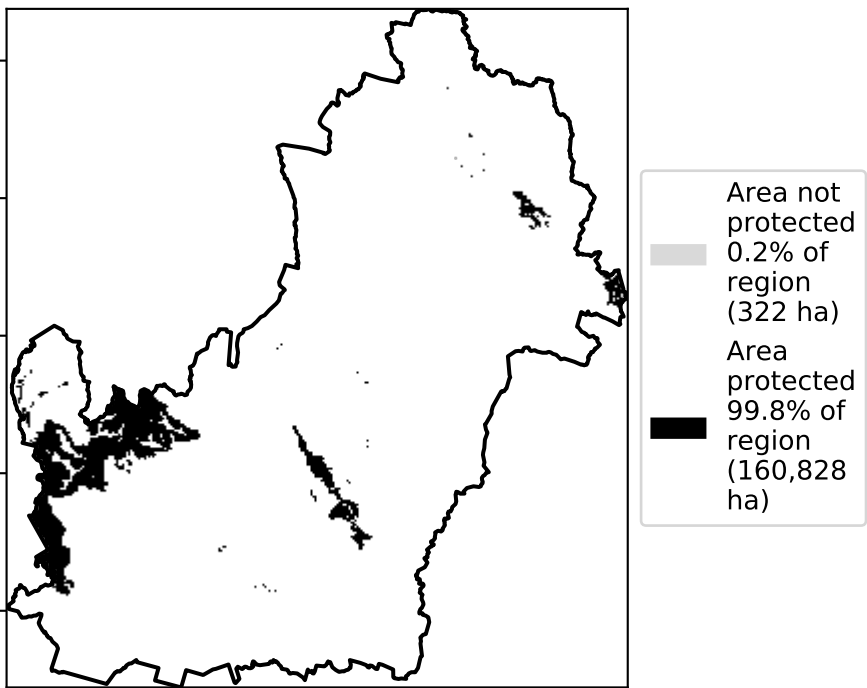 Area not
protected
0.2% of
region
(322 ha)
Area
protected
99.8% of
region
(160,828
ha)